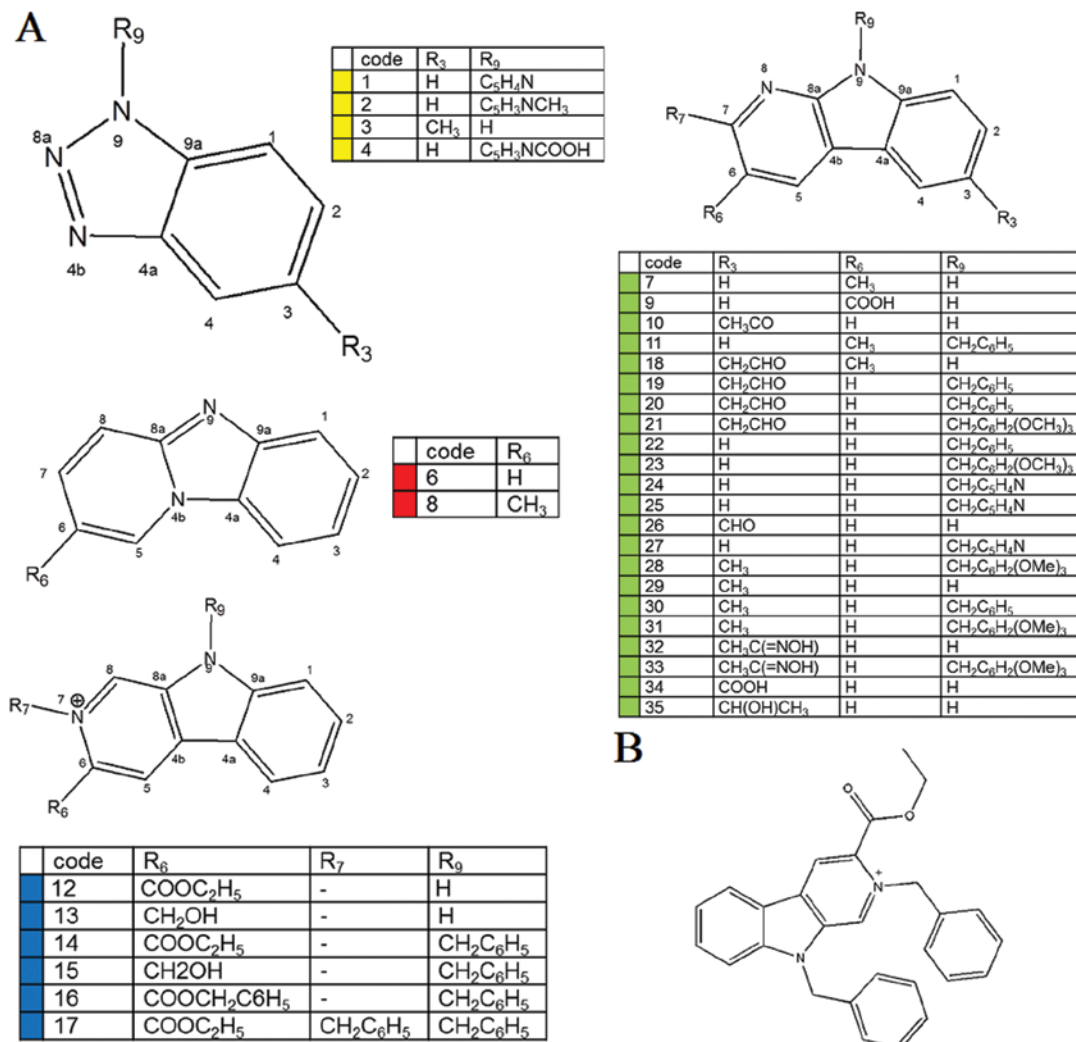 A
R₉
N
9
8a
N
9a
1
2
N
4b
4a
4
3
R₃
code R₃ R₉
1 H C₅H₄N
2 H C₅H₃NCH₃
3 CH₃ H
4 H C₅H₃NCOOH
8
N
9
8a
9a
1
7
2
N
4b
4a
6
5
4
3
R₆
code R₆
6 H
8 CH₃
R₉
N
9
8
8a
9a
1
R₇
7
⊕
N
2
6
4b
4a
5
4
3
R₆
code R₆ R₇ R₉
12 COOC₂H₅ - H
13 CH₂OH - H
14 COOC₂H₅ - CH₂C₆H₅
15 CH2OH - CH₂C₆H₅
16 COOCH₂C6H₅ - CH₂C₆H₅
17 COOC₂H₅ CH₂C₆H₅ CH₂C₆H₅
R₉
8
N
N
9
8a
9a
1
R₇
7
2
6
4b
4a
5
4
3
R₆
R₃
code R₃ R₆ R₉
7 H CH₃ H
9 H COOH H
10 CH₃CO H H
11 H CH₃ CH₂C₆H₅
18 CH₂CHO CH₃ H
19 CH₂CHO H CH₂C₆H₅
20 CH₂CHO H CH₂C₆H₅
21 CH₂CHO H CH₂C₆H₂(OCH₃)₃
22 H H CH₂C₆H₅
23 H H CH₂C₆H₂(OCH₃)₃
24 H H CH₂C₅H₄N
25 H H CH₂C₅H₄N
26 CHO H H
27 H H CH₂C₅H₄N
28 CH₃ H CH₂C₆H₂(OMe)₃
29 CH₃ H H
30 CH₃ H CH₂C₆H₅
31 CH₃ H CH₂C₆H₂(OMe)₃
32 CH₃C(=NOH) H H
33 CH₃C(=NOH) H CH₂C₆H₂(OMe)₃
34 COOH H H
35 CH(OH)CH₃ H H
B
O
O
N
+
N